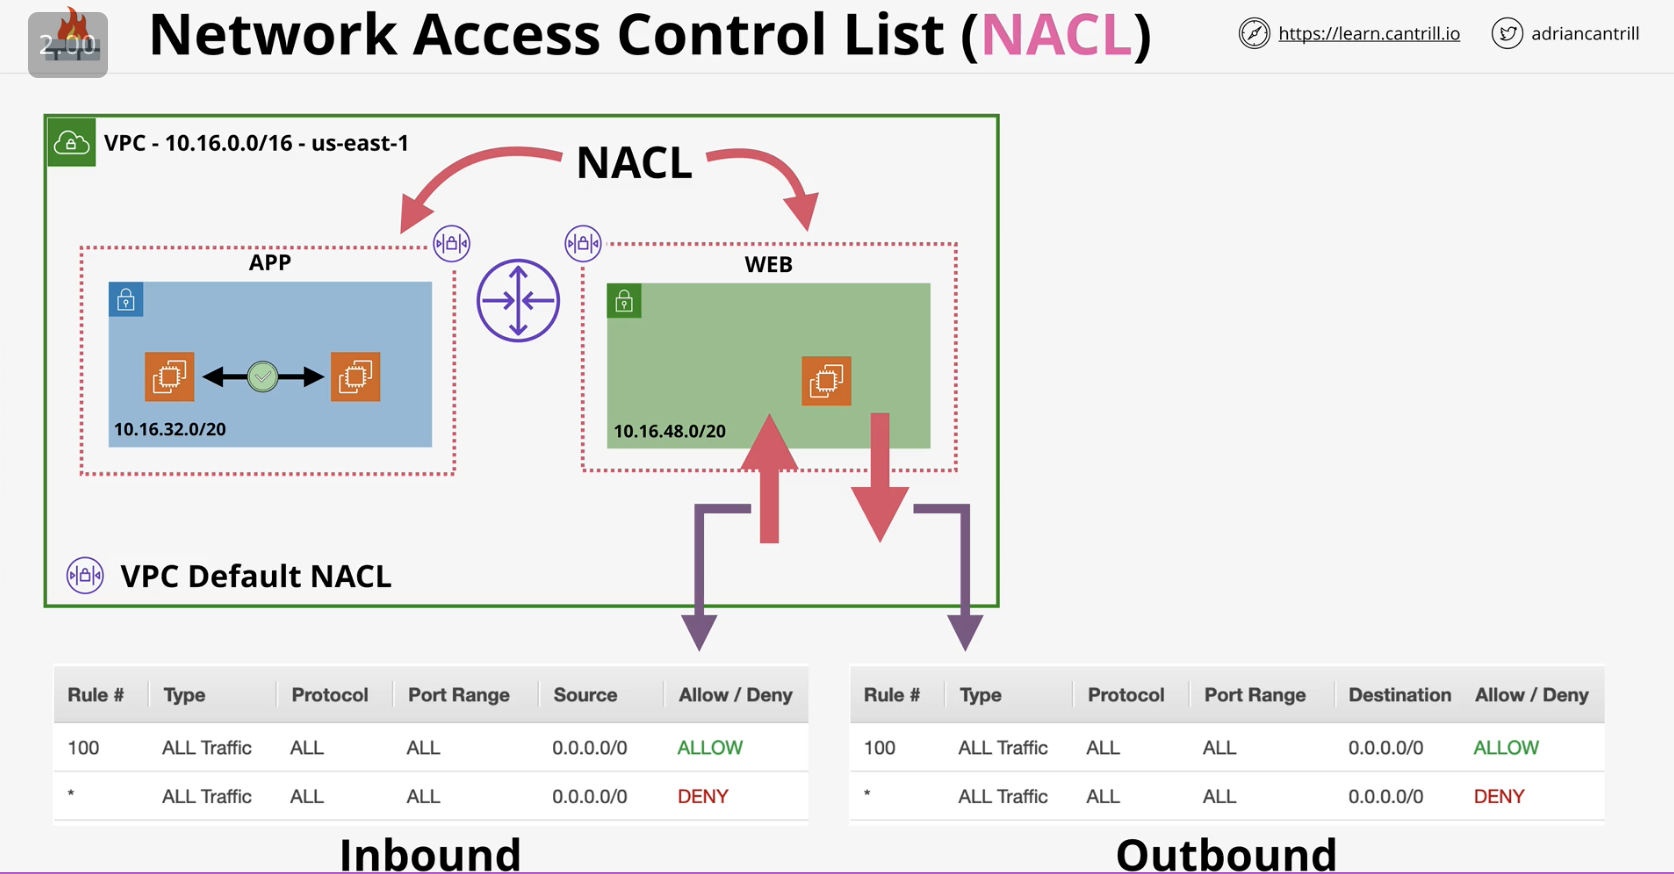 2.00
Network Access Control List (NACL)
https://learn.cantrill.io
adriancantrill
VPC - 10.16.0.0/16 - us-east-1
NACL
APP
WEB
10.16.32.0/20
10.16.48.0/20
VPC Default NACL
Rule # Type Protocol Port Range Source Allow / Deny
100 ALL Traffic ALL ALL 0.0.0.0/0 ALLOW
* ALL Traffic ALL ALL 0.0.0.0/0 DENY
Inbound
Rule # Type Protocol Port Range Destination Allow / Deny
100 ALL Traffic ALL ALL 0.0.0.0/0 ALLOW
* ALL Traffic ALL ALL 0.0.0.0/0 DENY
Outbound